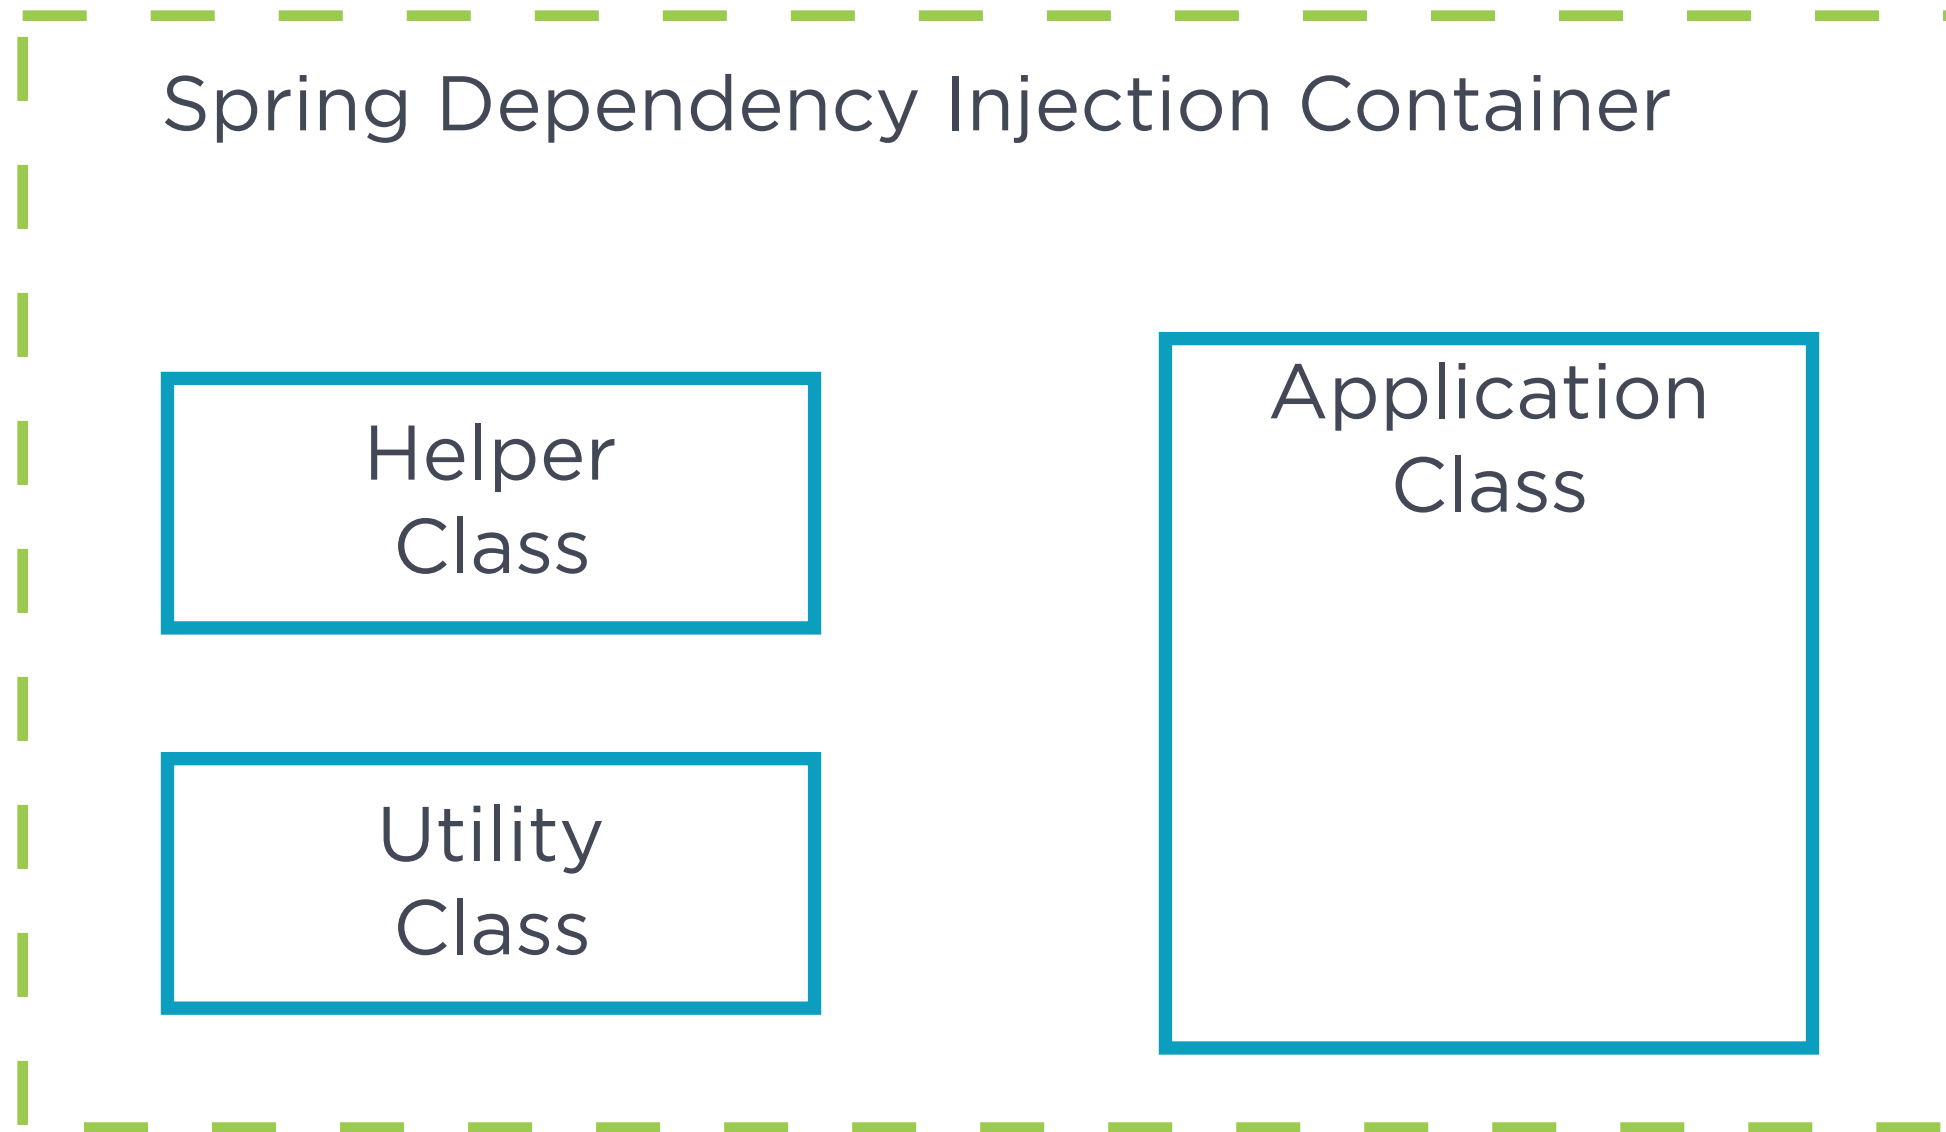 Spring Dependency Injection Container
Helper
Class
Utility
Class
Application
Class